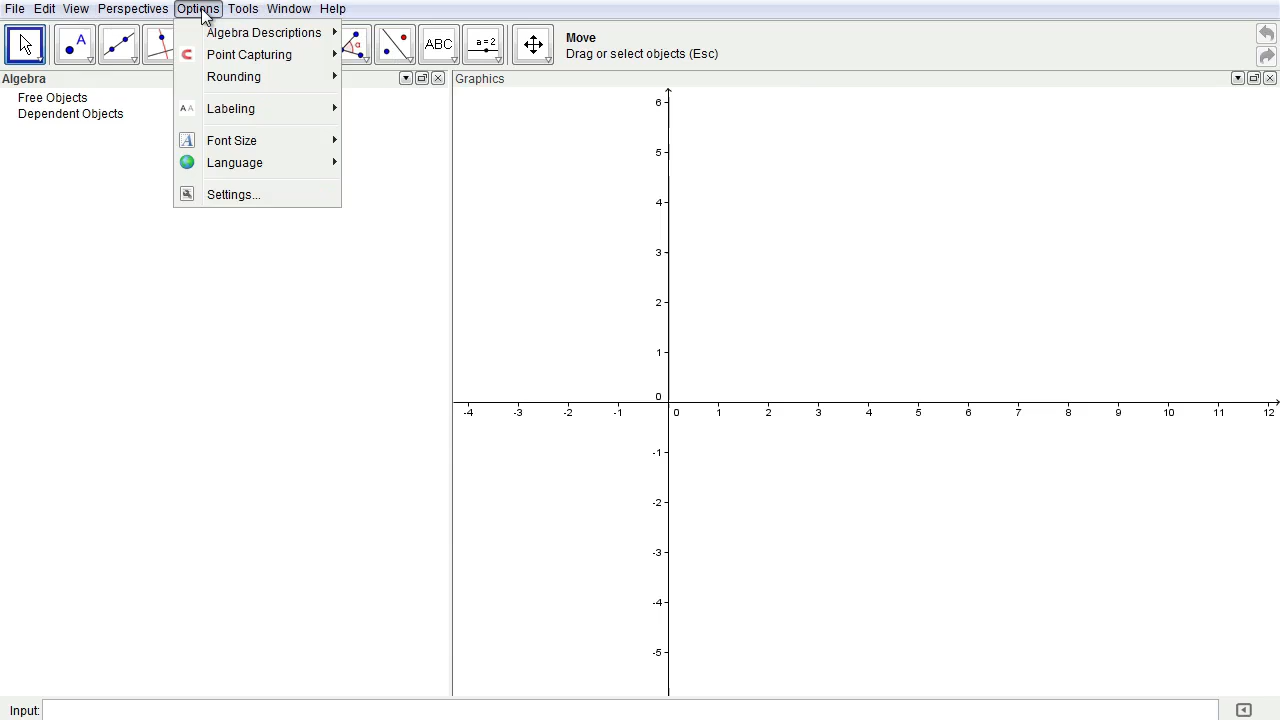 File Edit View Perspectives Options Tools Window Help
Algebra Descriptions
Point Capturing
Rounding
Labeling
Font Size
Language
Settings...
A
ABC
a=2
Move
Drag or select objects (Esc)
Algebra
Free Objects
Dependent Objects
Graphics
6
5
4
3
2
1
0
-4 -3 -2 -1 0 1 2 3 4 5 6 7 8 9 10 11 12
-1
-2
-3
-4
-5
Input: